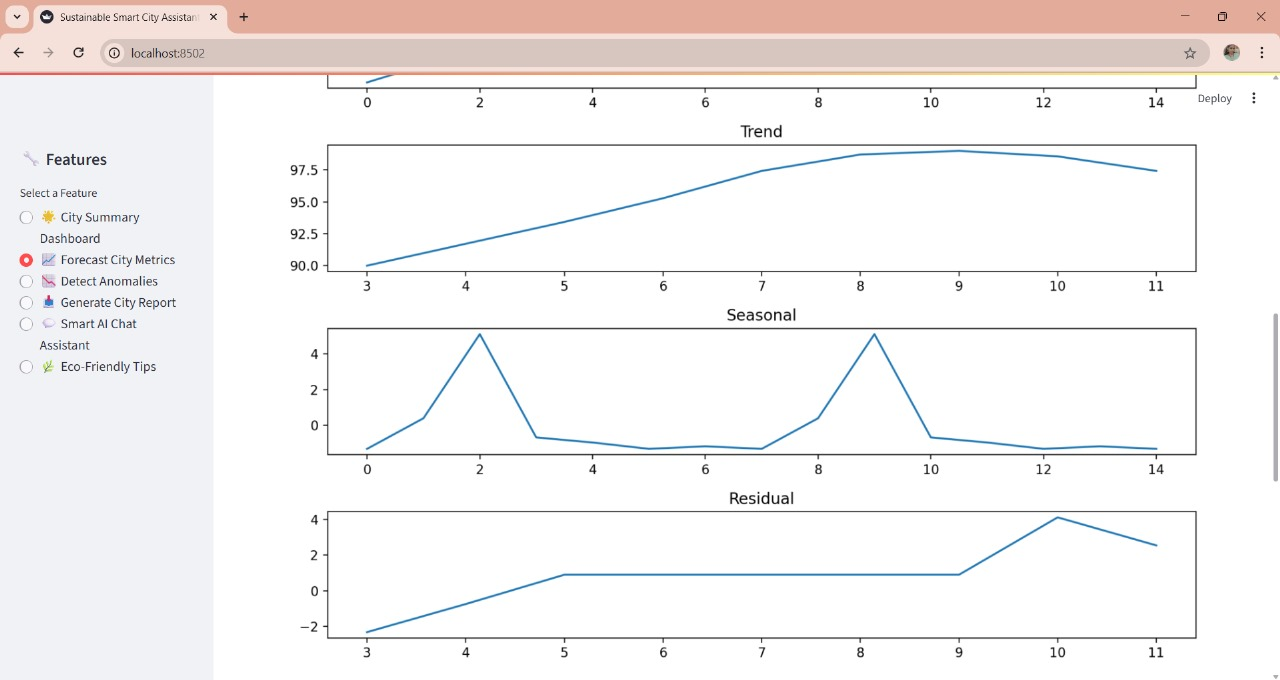 Sustainable Smart City Assistan
localhost:8502
Deploy
Features
Select a Feature
City Summary
Dashboard
Forecast City Metrics
Detect Anomalies
Generate City Report
Smart AI Chat
Assistant
Eco-Friendly Tips
0 2 4 6 8 10 12 14
Trend
97.5
95.0
92.5
90.0
3 4 5 6 7 8 9 10 11
Seasonal
4
2
0
0 2 4 6 8 10 12 14
Residual
4
2
0
−2
3 4 5 6 7 8 9 10 11